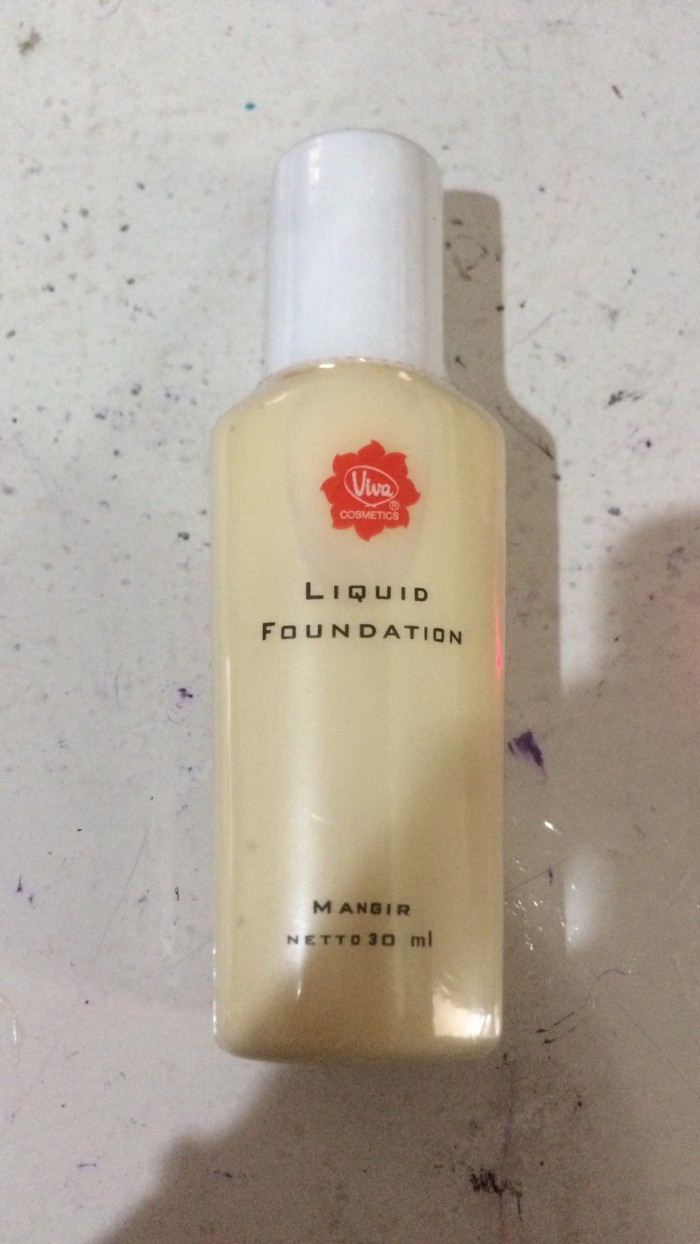 Viva
®
COSMETICS
LIQUID
FOUNDATION
MANGIR
NETTO 30 ml